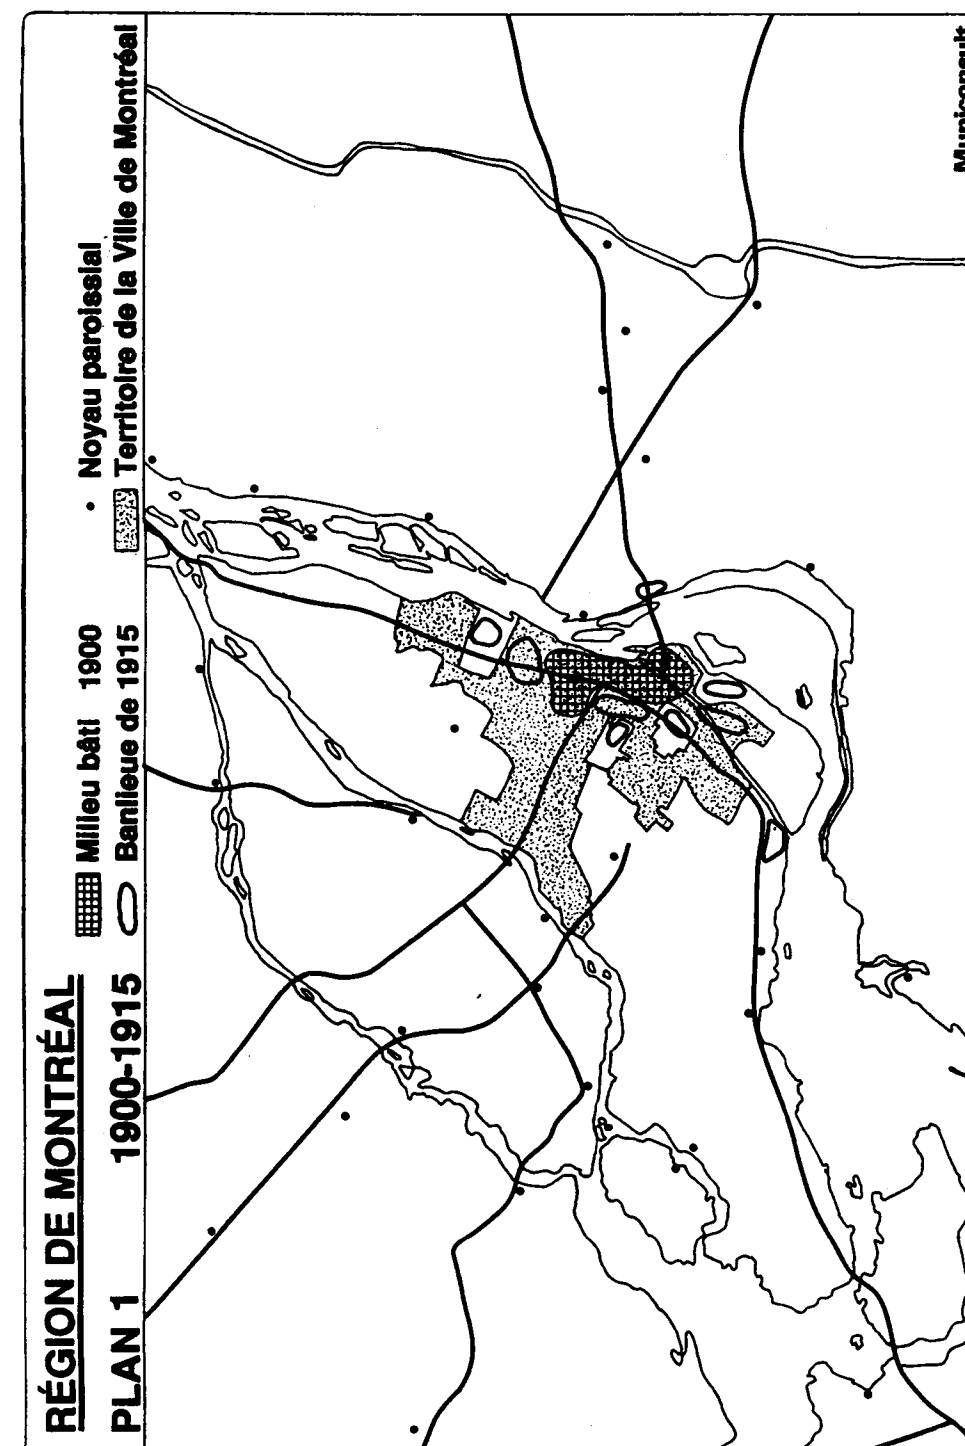 RÉGION DE MONTRÉAL
PLAN 1 1900-1915
Milieu bâti 1900
Banlieue de 1915
Noyau paroissial
Territoire de la Ville de Montréal
Municonsult